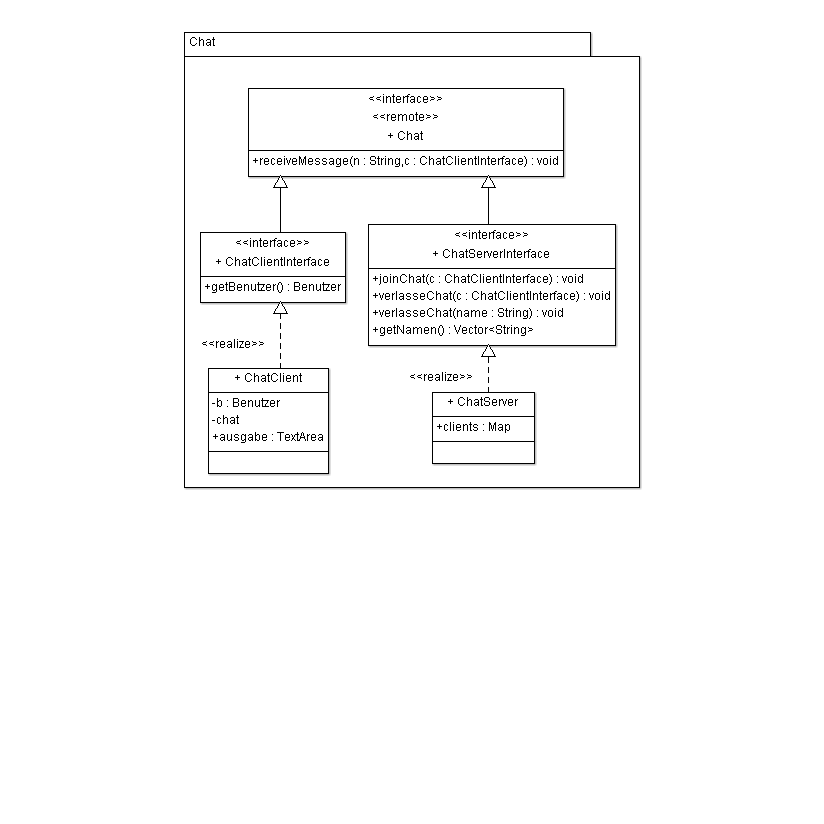 Chat
<<interface>>
<<remote>>
+ Chat
+receiveMessage(n : String,c : ChatClientInterface) : void
<<interface>>
+ ChatClientInterface
+getBenutzer() : Benutzer
<<interface>>
+ ChatServerInterface
+joinChat(c : ChatClientInterface) : void
+verlasseChat(c : ChatClientInterface) : void
+verlasseChat(name : String) : void
+getNamen() : Vector<String>
<<realize>>
+ ChatClient
-b : Benutzer
-chat
+ausgabe : TextArea
<<realize>>
+ ChatServer
+clients : Map